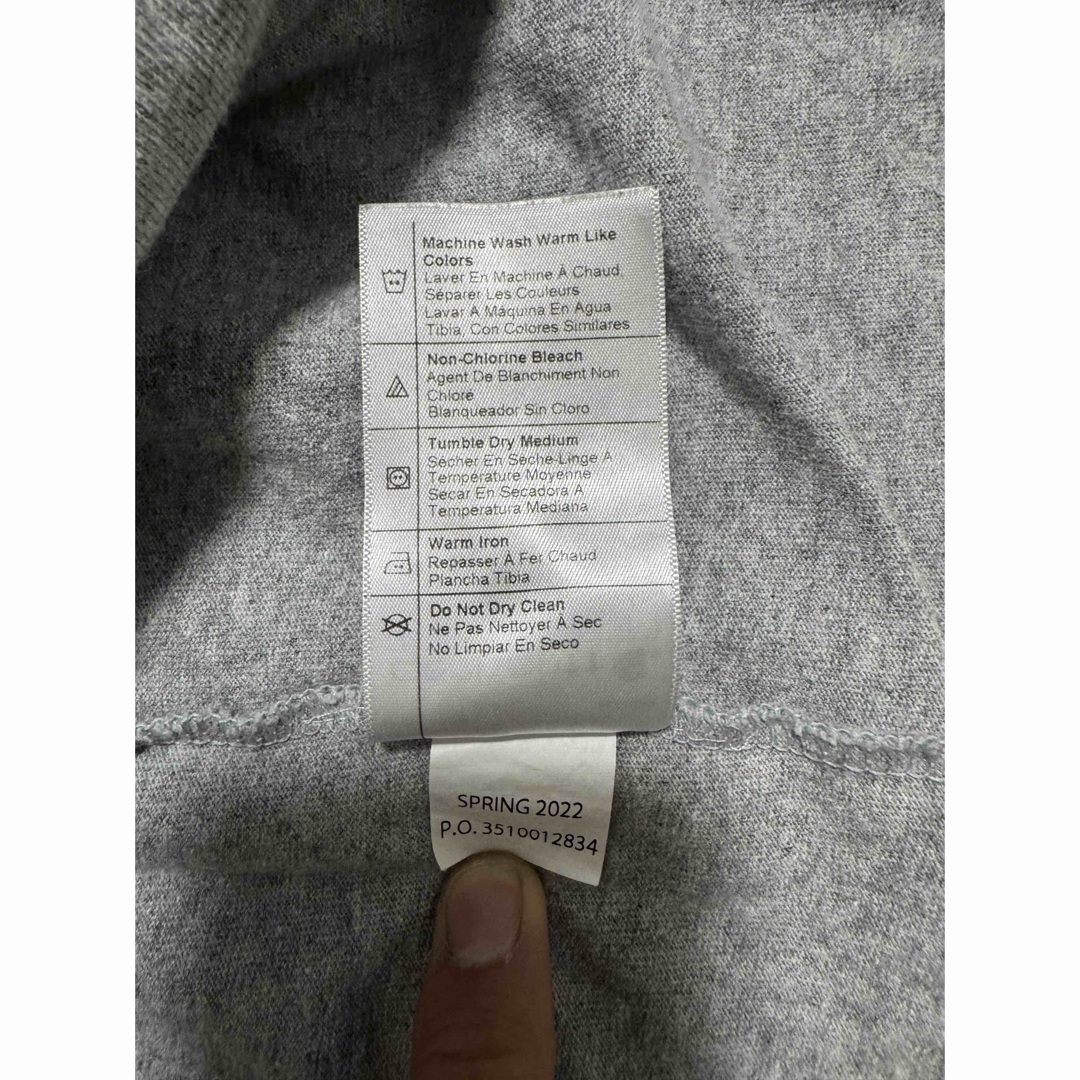 Machine Wash Warm Like
Colors
Laver En Machine À Chaud
Séparer Les Couleurs
Lavar A Maquina En Agua
Tibia, Con Colores Similares
Non-Chlorine Bleach
Agent De Blanchiment Non
Chloré
Blanqueador Sin Cloro
Tumble Dry Medium
Sécher En Sèche-Linge À
Température Moyenne
Secar En Secadora A
Temperatura Mediana
Warm Iron
Repasser À Fer Chaud
Plancha Tibia
Do Not Dry Clean
Ne Pas Nettoyer À Sec
No Limpiar En Seco
SPRING 2022
P.O. 3510012834